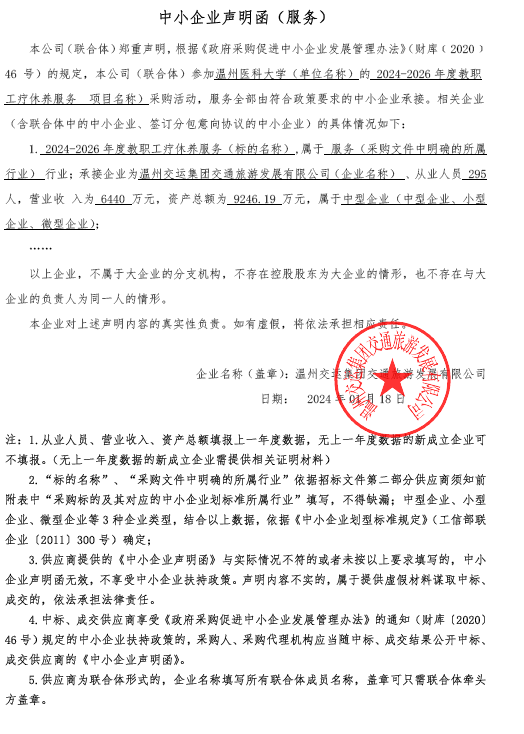 中小企业声明函（服务）
本公司（联合体）郑重声明，根据《政府采购促进中小企业发展管理办法》（财库﹝2020﹞
46 号）的规定，本公司（联合体）参加温州医科大学（单位名称）的 2024-2026 年度教职
工疗休养服务 项目名称）采购活动，服务全部由符合政策要求的中小企业承接。相关企业
（含联合体中的中小企业、签订分包意向协议的中小企业）的具体情况如下：
1. 2024-2026 年度教职工疗休养服务（标的名称）,属于 服务（采购文件中明确的所属
行业） 行业；承接企业为温州交运集团交通旅游发展有限公司（企业名称） 、从业人员 295
人，营业收 入为 6440 万元，资产总额为 9246.19 万元，属于中型企业（中型企业、小型
企业、微型企业）；
……
以上企业，不属于大企业的分支机构，不存在控股股东为大企业的情形，也不存在与大
企业的负责人为同一人的情形。
本企业对上述声明内容的真实性负责。如有虚假，将依法承担相应责任。
企业名称（盖章）：温州交运集团交通旅游发展有限公司
日期： 2024 年 01 月 18 日
温州交运集团交通旅游发展有限公司
注：1.从业人员、营业收入、资产总额填报上一年度数据，无上一年度数据的新成立企业可
不填报。（无上一年度数据的新成立企业需提供相关证明材料）
2.“标的名称”、“采购文件中明确的所属行业”依据招标文件第二部分供应商须知前
附表中“采购标的及其对应的中小企业划标准所属行业”填写，不得缺漏；中型企业、小型
企业、微型企业等 3 种企业类型，结合以上数据，依据《中小企业划型标准规定》（工信部联
企业〔2011〕300 号）确定；
3.供应商提供的《中小企业声明函》与实际情况不符的或者未按以上要求填写的，中小
企业声明函无效，不享受中小企业扶持政策。声明内容不实的，属于提供虚假材料谋取中标、
成交的，依法承担法律责任。
4.中标、成交供应商享受《政府采购促进中小企业发展管理办法》的通知（财库〔2020〕
46 号）规定的中小企业扶持政策的，采购人、采购代理机构应当随中标、成交结果公开中标、
成交供应商的《中小企业声明函》。
5.供应商为联合体形式的，企业名称填写所有联合体成员名称，盖章可只需联合体牵头
方盖章。